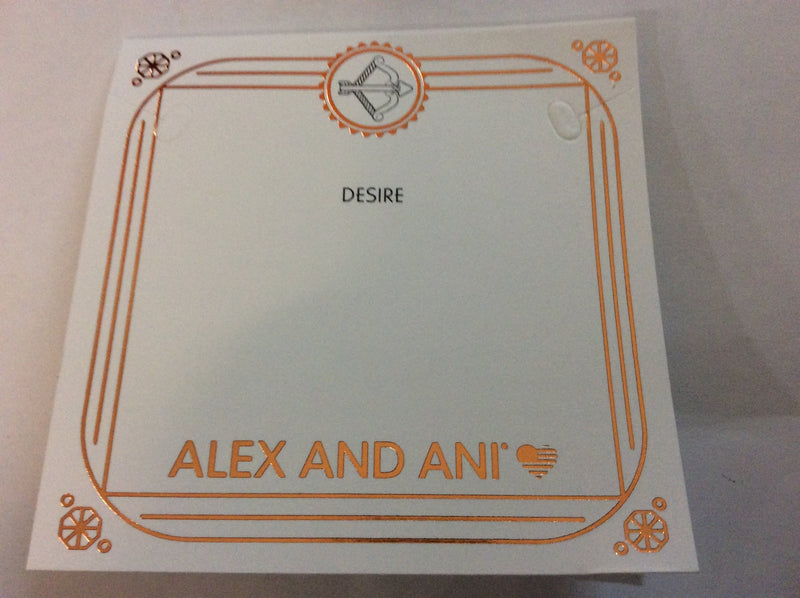 DESIRE
ALEX AND ANI